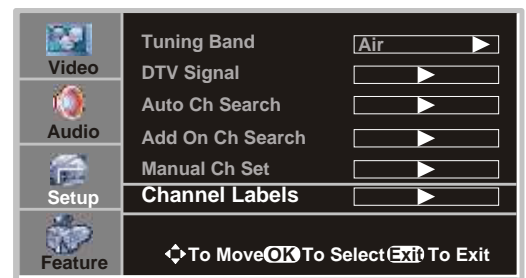 Video
Audio
Setup
Feature
Tuning Band Air
DTV Signal
Auto Ch Search
Add On Ch Search
Manual Ch Set
Channel Labels
To Move OK To Select Exit To Exit